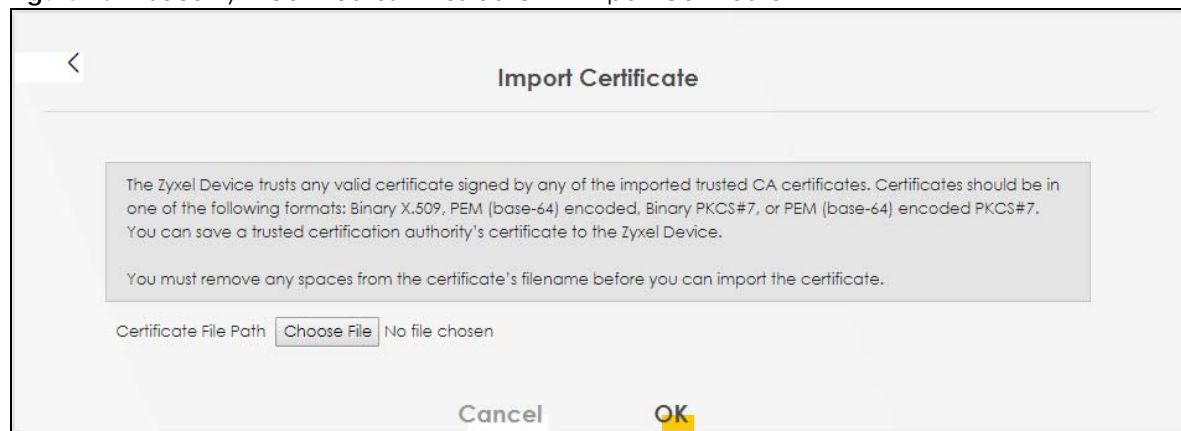 Import Certificate
The Zyxel Device trusts any valid certificate signed by any of the imported trusted CA certificates. Certificates should be in
one of the following formats: Binary X.509, PEM (base-64) encoded, Binary PKCS#7, or PEM (base-64) encoded PKCS#7.
You can save a trusted certification authority's certificate to the Zyxel Device.
You must remove any spaces from the certificate's filename before you can import the certificate.
Certificate File Path Choose File No file chosen
Cancel OK